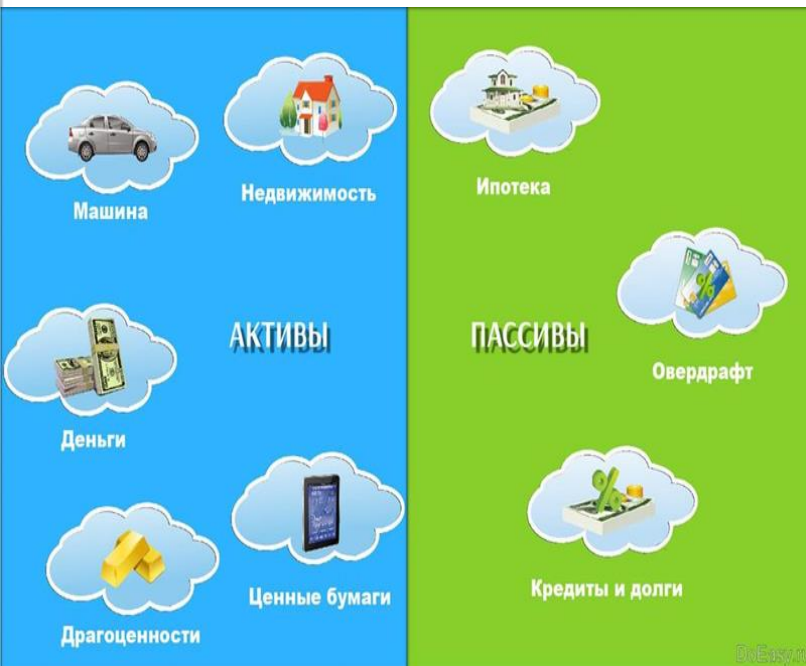 Машина
Недвижимость
АКТИВЫ
Деньги
Ценные бумаги
Драгоценности
Ипотека
ПАССИВЫ
Овердрафт
Кредиты и долги